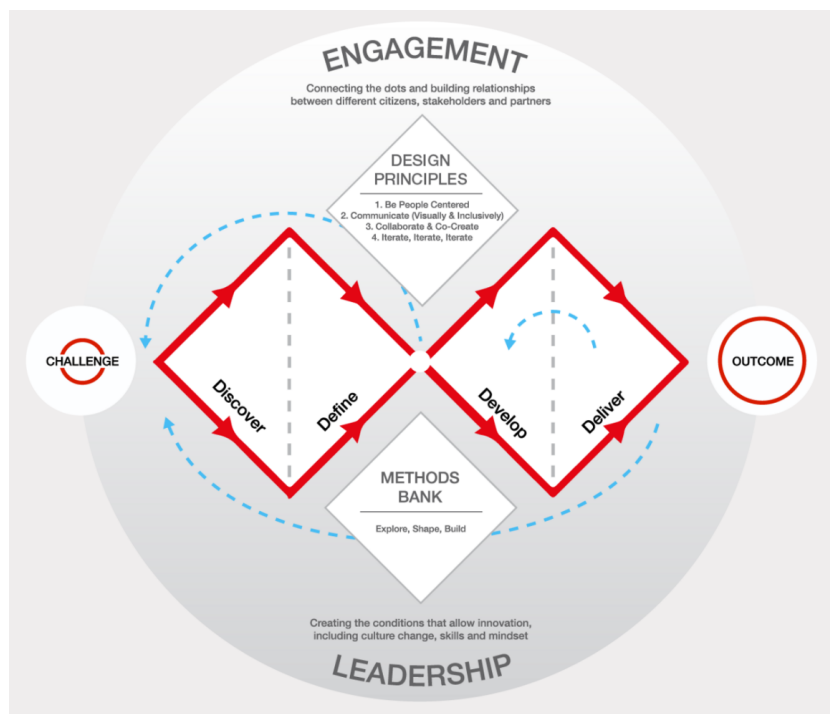 ENGAGEMENT
Connecting the dots and building relationships
between different citizens, stakeholders and partners
DESIGN
PRINCIPLES
1. Be People Centered
2. Communicate (Visually & Inclusively)
3. Collaborate & Co-Create
4. Iterate, Iterate, Iterate
CHALLENGE
Discover
Define
Develop
Deliver
OUTCOME
METHODS
BANK
Explore, Shape, Build
Creating the conditions that allow innovation,
including culture change, skills and mindset
LEADERSHIP